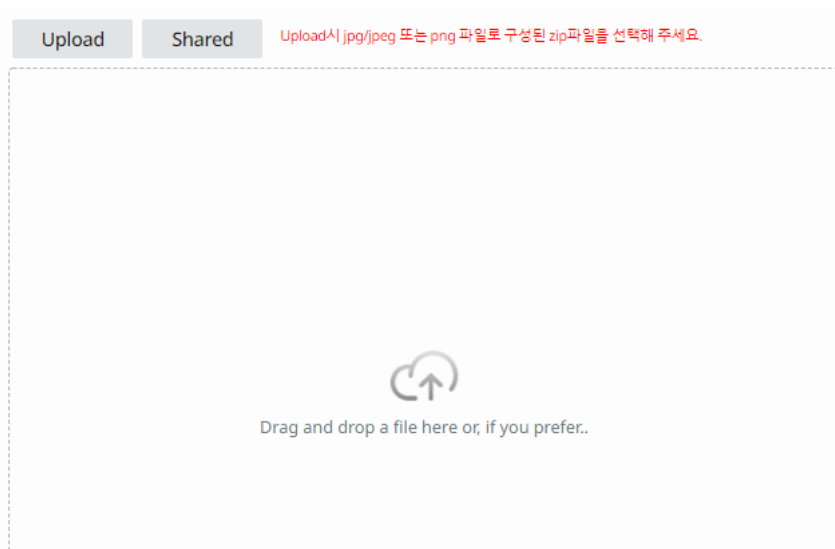 Upload
Shared
Upload시 jpg/jpeg 또는 png 파일로 구성된 zip파일을 선택해 주세요.
Drag and drop a file here or, if you prefer..